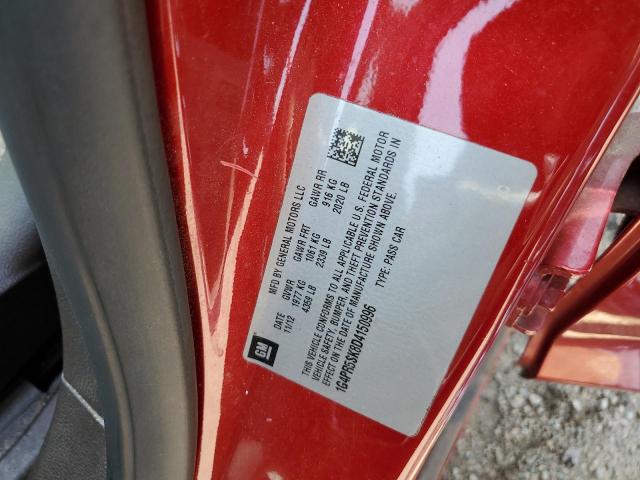 GM
MFD BY GENERAL MOTORS LLC
DATE GVWR GAWR FRT GAWR RR
11/12 1977 KG 1061 KG 916 KG
4359 LB 2339 LB 2020 LB
THIS VEHICLE CONFORMS TO ALL APPLICABLE U.S. FEDERAL MOTOR
VEHICLE SAFETY, BUMPER, AND THEFT PREVENTION STANDARDS IN
EFFECT ON THE DATE OF MANUFACTURE SHOWN ABOVE.
1G4PR5SK8D4150996 TYPE: PASS CAR